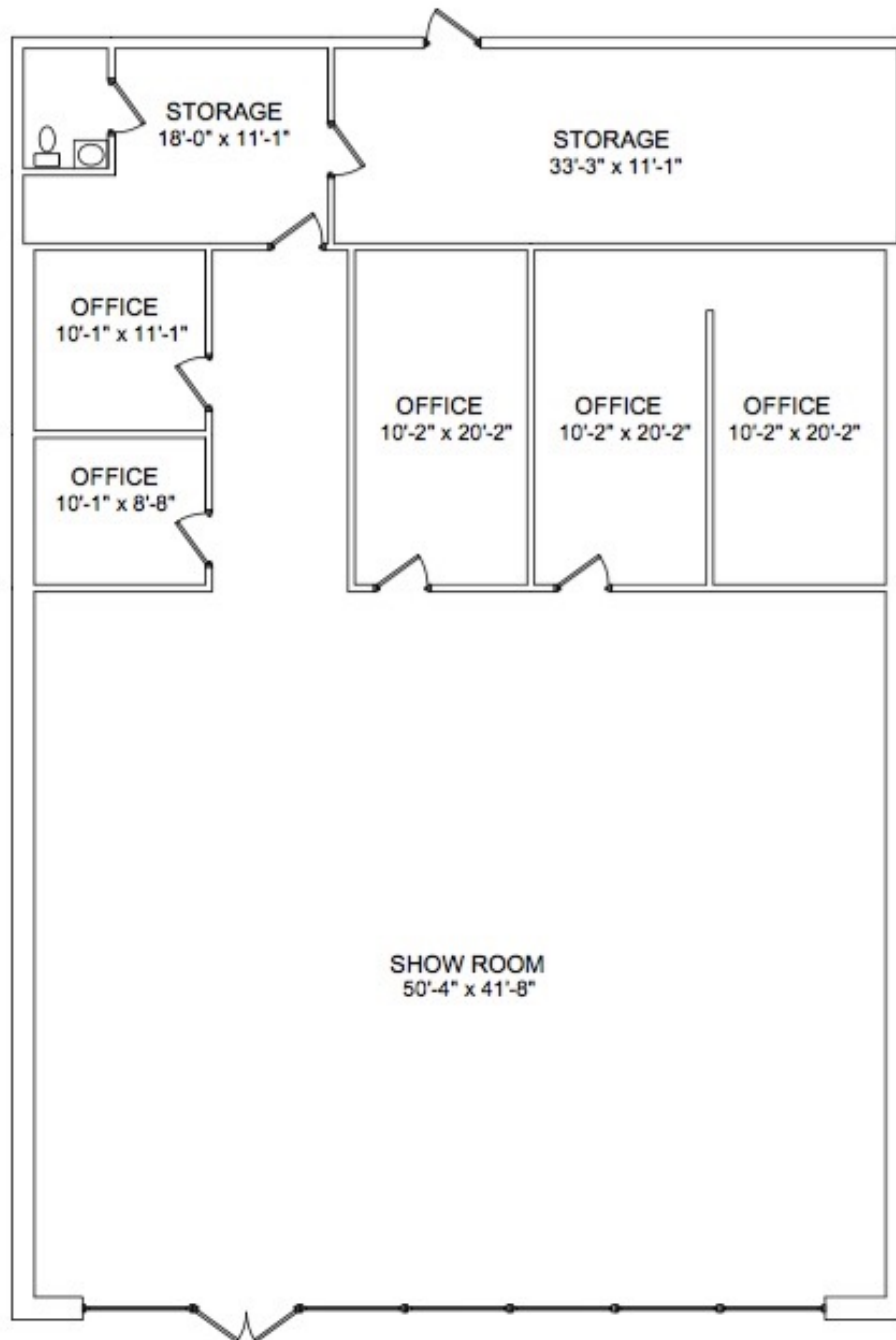 STORAGE
18'-0" x 11'-1"
STORAGE
33'-3" x 11'-1"
OFFICE
10'-1" x 11'-1"
OFFICE
10'-2" x 20'-2"
OFFICE
10'-2" x 20'-2"
OFFICE
10'-2" x 20'-2"
OFFICE
10'-1" x 8'-8"
SHOW ROOM
50'-4" x 41'-8"